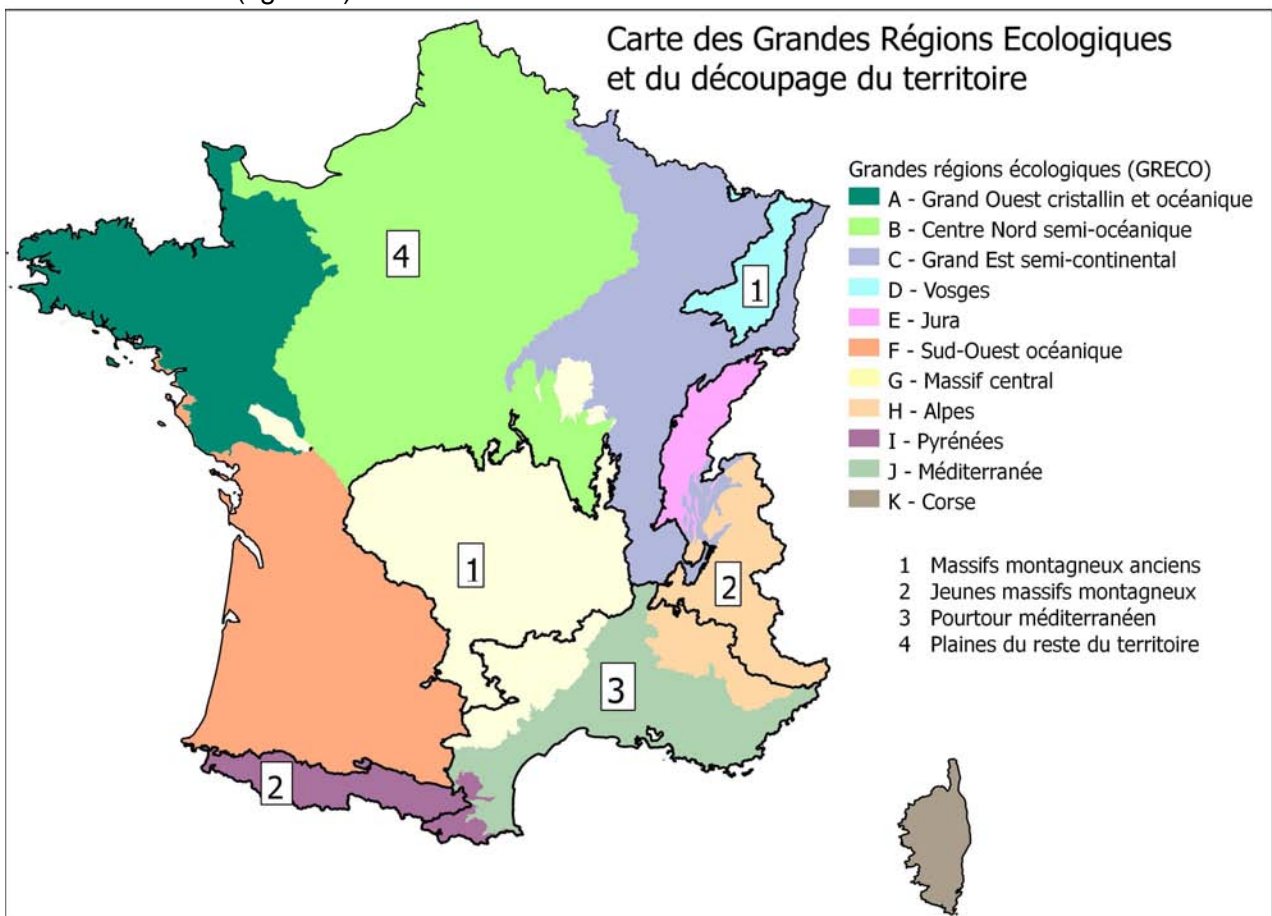 Carte des Grandes Régions Ecologiques
et du découpage du territoire
Grandes régions écologiques (GRECO)
A - Grand Ouest cristallin et océanique
B - Centre Nord semi-océanique
C - Grand Est semi-continental
D - Vosges
E - Jura
F - Sud-Ouest océanique
G - Massif central
H - Alpes
I - Pyrénées
J - Méditerranée
K - Corse
1 Massifs montagneux anciens
2 Jeunes massifs montagneux
3 Pourtour méditerranéen
4 Plaines du reste du territoire
4
1
1
2
3
2